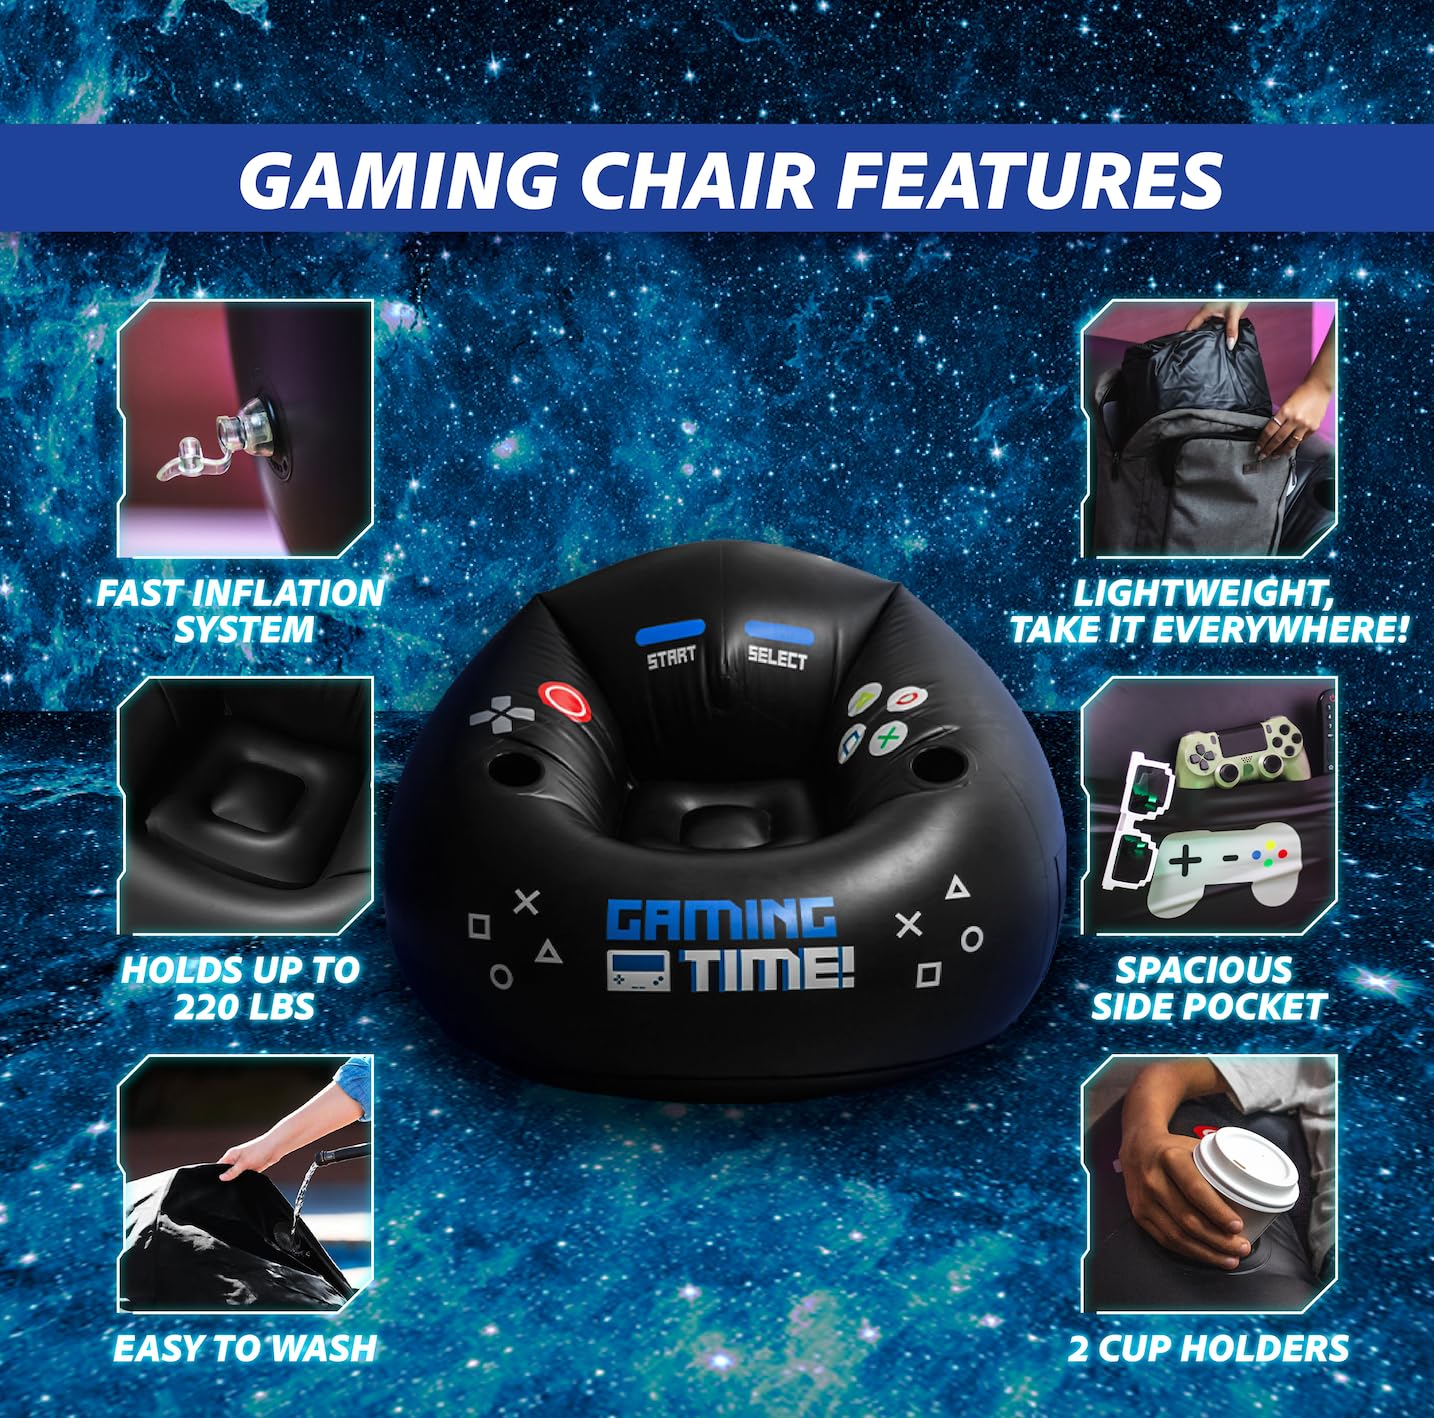 GAMING CHAIR FEATURES
FAST INFLATION
SYSTEM
LIGHTWEIGHT,
TAKE IT EVERYWHERE!
START
SELECT
GAMING
TIME!
HOLDS UP TO
220 LBS
SPACIOUS
SIDE POCKET
EASY TO WASH
2 CUP HOLDERS